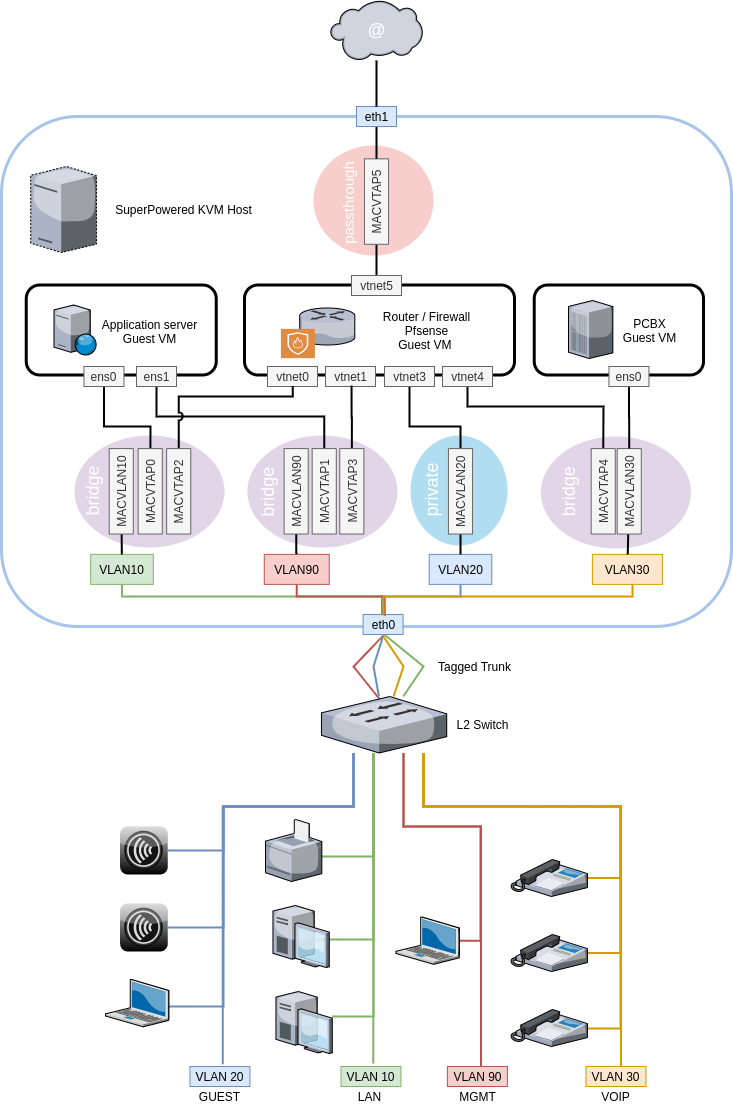 @
eth1
passthrough
MACVTAP5
SuperPowered KVM Host
vtnet5
Application server
Guest VM
Router / Firewall
Pfsense
Guest VM
PCBX
Guest VM
ens0
ens1
vtnet0
vtnet1
vtnet3
vtnet4
ens0
bridge
MACVLAN10
MACVTAP0
MACVTAP2
bridge
MACVLAN90
MACVTAP1
MACVTAP3
private
MACVLAN20
bridge
MACVTAP4
MACVLAN30
VLAN10
VLAN90
VLAN20
VLAN30
eth0
Tagged Trunk
L2 Switch
VLAN 20
VLAN 10
VLAN 90
VLAN 30
GUEST
LAN
MGMT
VOIP